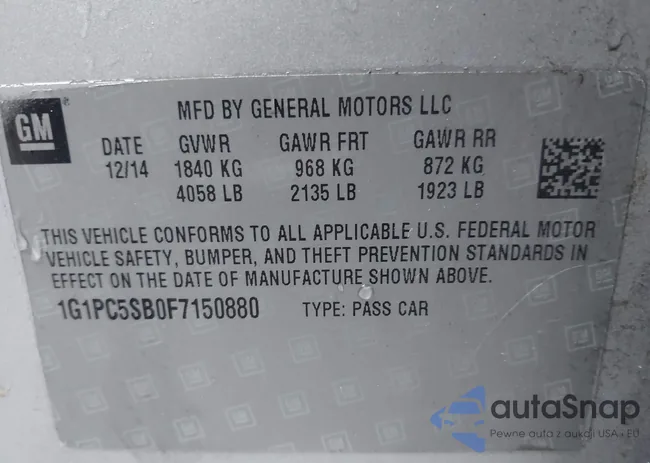 GM
MFD BY GENERAL MOTORS LLC
DATE GVWR GAWR FRT GAWR RR
12/14 1840 KG 968 KG 872 KG
4058 LB 2135 LB 1923 LB
THIS VEHICLE CONFORMS TO ALL APPLICABLE U.S. FEDERAL MOTOR
VEHICLE SAFETY, BUMPER, AND THEFT PREVENTION STANDARDS IN
EFFECT ON THE DATE OF MANUFACTURE SHOWN ABOVE.
1G1PC5SB0F7150880 TYPE: PASS CAR
autaSnap
Pewne auta z aukcji USA i EU